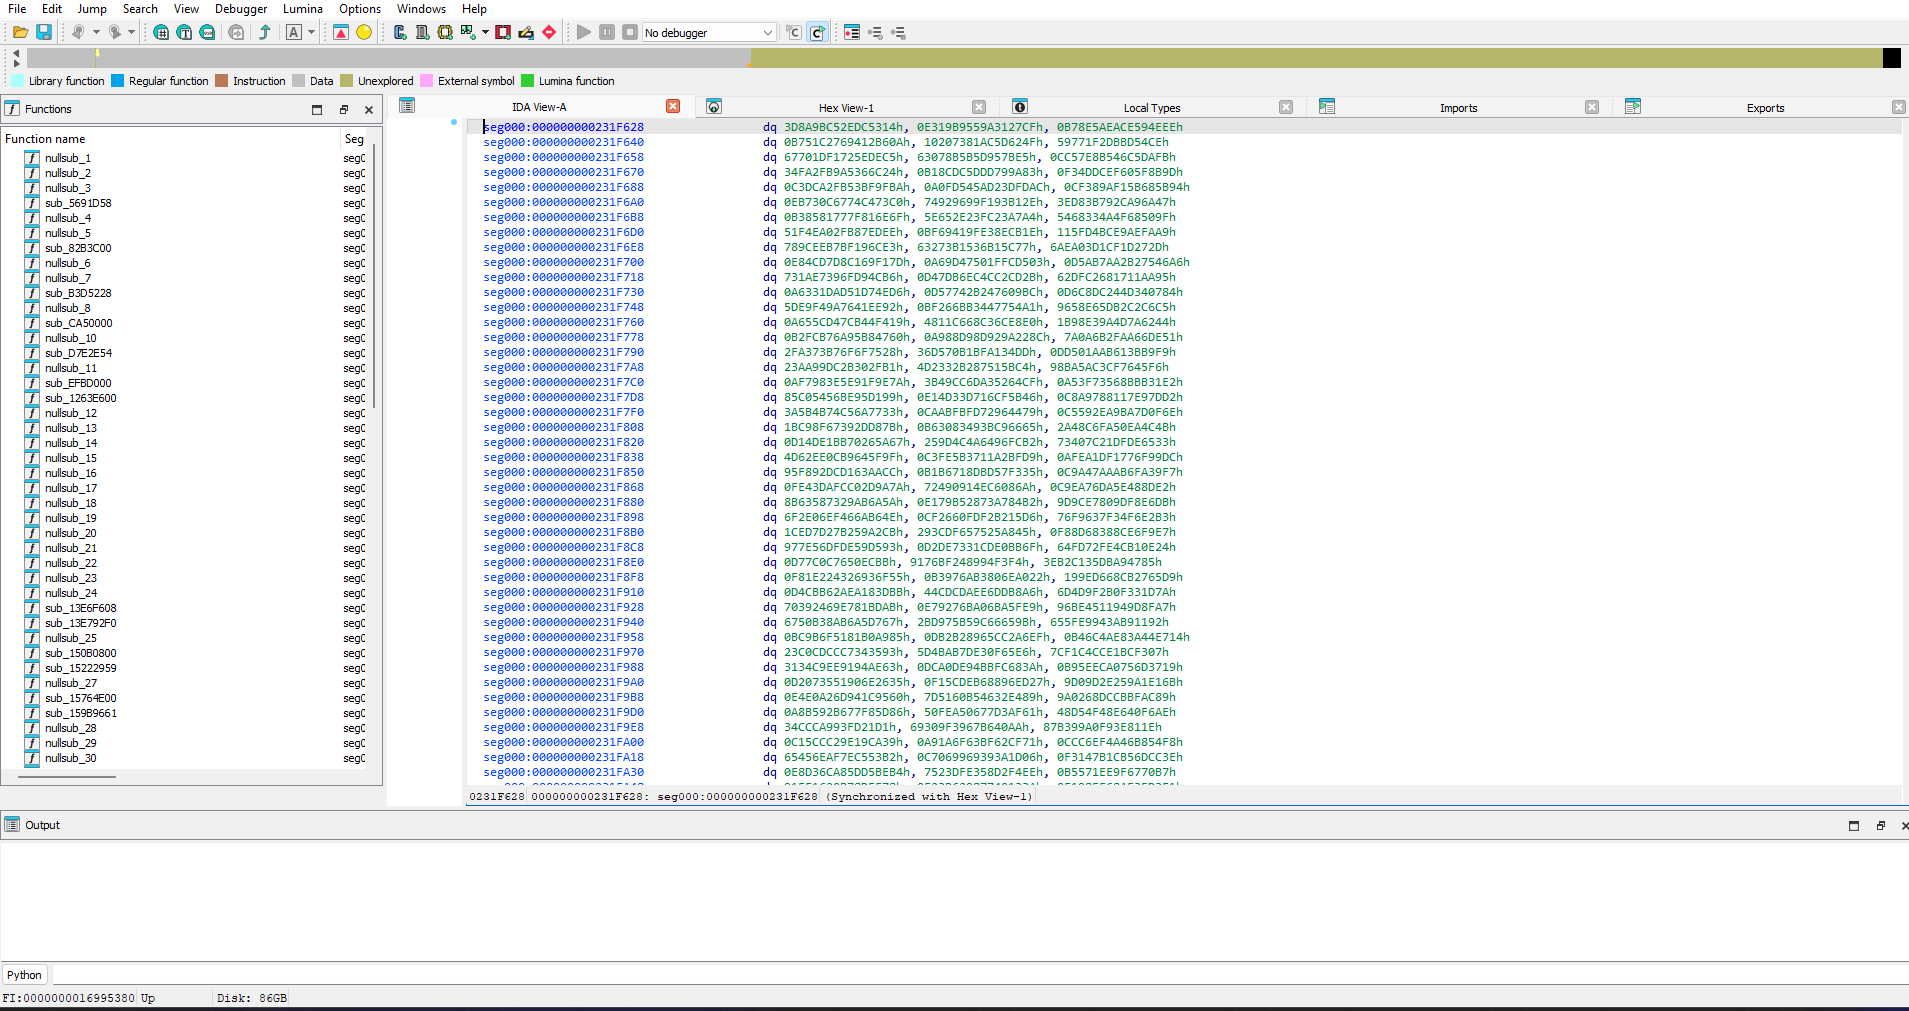 File Edit Jump Search View Debugger Lumina Options Windows Help
No debugger
Library function Regular function Instruction Data Unexplored External symbol Lumina function
Functions
IDA View-A
Hex View-1
Local Types
Imports
Exports
Function name Seg
nullsub_1 seg0
nullsub_2 seg0
nullsub_3 seg0
sub_5691D58 seg0
nullsub_4 seg0
nullsub_5 seg0
sub_82B3C00 seg0
nullsub_6 seg0
nullsub_7 seg0
sub_B3D5228 seg0
nullsub_8 seg0
sub_CA50000 seg0
nullsub_10 seg0
sub_D7E2E54 seg0
nullsub_11 seg0
sub_EFBD000 seg0
sub_1263E600 seg0
nullsub_12 seg0
nullsub_13 seg0
nullsub_14 seg0
nullsub_15 seg0
nullsub_16 seg0
nullsub_17 seg0
nullsub_18 seg0
nullsub_19 seg0
nullsub_20 seg0
nullsub_21 seg0
nullsub_22 seg0
nullsub_23 seg0
nullsub_24 seg0
sub_13E6F608 seg0
sub_13E792F0 seg0
nullsub_25 seg0
sub_150B0800 seg0
sub_15222959 seg0
nullsub_27 seg0
sub_15764E00 seg0
sub_159B9661 seg0
nullsub_28 seg0
nullsub_29 seg0
nullsub_30 seg0
seg000:000000000231F628 dq 3D8A9BC52EDC5314h, 0E319B9559A3127CFh, 0B78E5AEACE594EEEh
seg000:000000000231F640 dq 0B751C2769412B60Ah, 10207381AC5D624Fh, 59771F2DBBD54CEh
seg000:000000000231F658 dq 67701DF1725EDEC5h, 63078B5B5D957BE5h, 0CC57E8B546C5DAFBh
seg000:000000000231F670 dq 34FA2FB9A5366C24h, 0B18CDC5DDD799A83h, 0F34DDCEF605F8B9Dh
seg000:000000000231F688 dq 0C3DCA2FB53BF9FBAh, 0A0FD545AD23DFDACh, 0CF389AF15B685B94h
seg000:000000000231F6A0 dq 0EB730C6774C473C0h, 74929699F193B12Eh, 3ED83B792CA96A47h
seg000:000000000231F6B8 dq 0B38581777F816E6Fh, 5E652E23FC23A7A4h, 5468334A4F68509Fh
seg000:000000000231F6D0 dq 51F4EA02FB87EDEEh, 0BF69419FE38ECB1Eh, 115FD4BCE9AEFAA9h
seg000:000000000231F6E8 dq 789CEEB7BF196CE3h, 63273B1536B15C77h, 6AEA03D1CF1D272Dh
seg000:000000000231F700 dq 0E84CD7D8C169F17Dh, 0A69D47501FFCD503h, 0D5AB7AA2B27546A6h
seg000:000000000231F718 dq 731AE7396FD94CB6h, 0D47DB6EC4CC2CD2Bh, 62DFC2681711AA95h
seg000:000000000231F730 dq 0A6331DAD51D74ED6h, 0D57742B247609BCh, 0D6C8DC244D340784h
seg000:000000000231F748 dq 5DE9F49A7641EE92h, 0BF266BB3447754A1h, 9658E65DB2C2C6C5h
seg000:000000000231F760 dq 0A655CD47CB44F419h, 4811C668C36CE8E0h, 1B98E39A4D7A6244h
seg000:000000000231F778 dq 0B2FCB76A95B84760h, 0A988D98D929A228Ch, 7A0A6B2FAA66DE51h
seg000:000000000231F790 dq 2FA373B76F6F7528h, 36D570B1BFA134DDh, 0DD501AAB613BB9F9h
seg000:000000000231F7A8 dq 23AA99DC2B302FB1h, 4D2332B287515BC4h, 98BA5AC3CF7645F6h
seg000:000000000231F7C0 dq 0AF7983E5E91F9E7Ah, 3B49CC6DA35264CFh, 0A53F73568BBB31E2h
seg000:000000000231F7D8 dq 85C05456BE95D199h, 0E14D33D716CF5B46h, 0C8A9788117E97DD2h
seg000:000000000231F7F0 dq 3A5B4B74C56A7733h, 0CAABFBFD72964479h, 0C5592EA9BA7D0F6Eh
seg000:000000000231F808 dq 1BC98F67392DD87Bh, 0B63083493BC96665h, 2A48C6FA50EA4C4Bh
seg000:000000000231F820 dq 0D14DE1BB70265A67h, 259D4C4A6496FCB2h, 73407C21DFDE6533h
seg000:000000000231F838 dq 4D62EE0CB9645F9Fh, 0C3FE5B3711A2BFD9h, 0AFEA1DF1776F99DCh
seg000:000000000231F850 dq 95F892DCD163AACCh, 0B1B6718DBD57F335h, 0C9A47AAAB6FA39F7h
seg000:000000000231F868 dq 0FE43DAFCC02D9A7Ah, 72490914EC6086Ah, 0C9EA76DA5E488DE2h
seg000:000000000231F880 dq 8B63587329AB6A5Ah, 0E179B52873A784B2h, 9D9CE7809DF8E6DBh
seg000:000000000231F898 dq 6F2E06EF466AB64Eh, 0CF2660FDF2B215D6h, 76F9637F34F6E2B3h
seg000:000000000231F8B0 dq 1CED7D27B259A2CBh, 293CDF657525A845h, 0F88D68388CE6F9E7h
seg000:000000000231F8C8 dq 977E56DFDE59D593h, 0D2DE7331CDE0BB6Fh, 64FD72FE4CB10E24h
seg000:000000000231F8E0 dq 0D77C0C7650ECBBh, 9176BF248994F3F4h, 3EB2C135DBA94785h
seg000:000000000231F8F8 dq 0F81E224326936F55h, 0B3976AB3806EA022h, 199ED668CB2765D9h
seg000:000000000231F910 dq 0D4CBB62AEA183DBBh, 44CDCDAEE6DDB8A6h, 6D4D9F2B0F331D7Ah
seg000:000000000231F928 dq 70392469E781BDABh, 0E79276BA06BA5FE9h, 96BE4511949D8FA7h
seg000:000000000231F940 dq 6750B38AB6A5D767h, 2BD975B59C66659Bh, 655FE9943AB91192h
seg000:000000000231F958 dq 0BC9B6F5181B0A985h, 0DB2B28965CC2A6EFh, 0B46C4AE83A44E714h
seg000:000000000231F970 dq 23C0CDCCC7343593h, 5D4BAB7DE30F65E6h, 7CF1C4CCE1BCF307h
seg000:000000000231F988 dq 3134C9EE9194AE63h, 0DCA0DE94BBFC683Ah, 0B95EECA0756D3719h
seg000:000000000231F9A0 dq 0D2073551906E2635h, 0F15CDEB68896ED27h, 9D09D2E259A1E16Bh
seg000:000000000231F9B8 dq 0E4E0A26D941C9560h, 7D5160B54632E489h, 9A0268DCCBBFAC89h
seg000:000000000231F9D0 dq 0A8B592B677F85D86h, 50FEA50677D3AF61h, 48D54F48E640F6AEh
seg000:000000000231F9E8 dq 34CCCA993FD21D1h, 69309F3967B640AAh, 87B399A0F93E811Eh
seg000:000000000231FA00 dq 0C15CCC29E19CA39h, 0A91A6F63BF62CF71h, 0CCC6EF4A46B854F8h
seg000:000000000231FA18 dq 65456EAF7EC553B2h, 0C7069969393A1D06h, 0F3147B1CB56DCC3Eh
seg000:000000000231FA30 dq 0E8D36CA85DD5BEB4h, 7523DFE358D2F4EEh, 0B5571EE9F6770B7h
0231F628 000000000231F628: seg000:000000000231F628 (Synchronized with Hex View-1)
Output
Python
FI:0000000016995380 Up Disk: 86GB